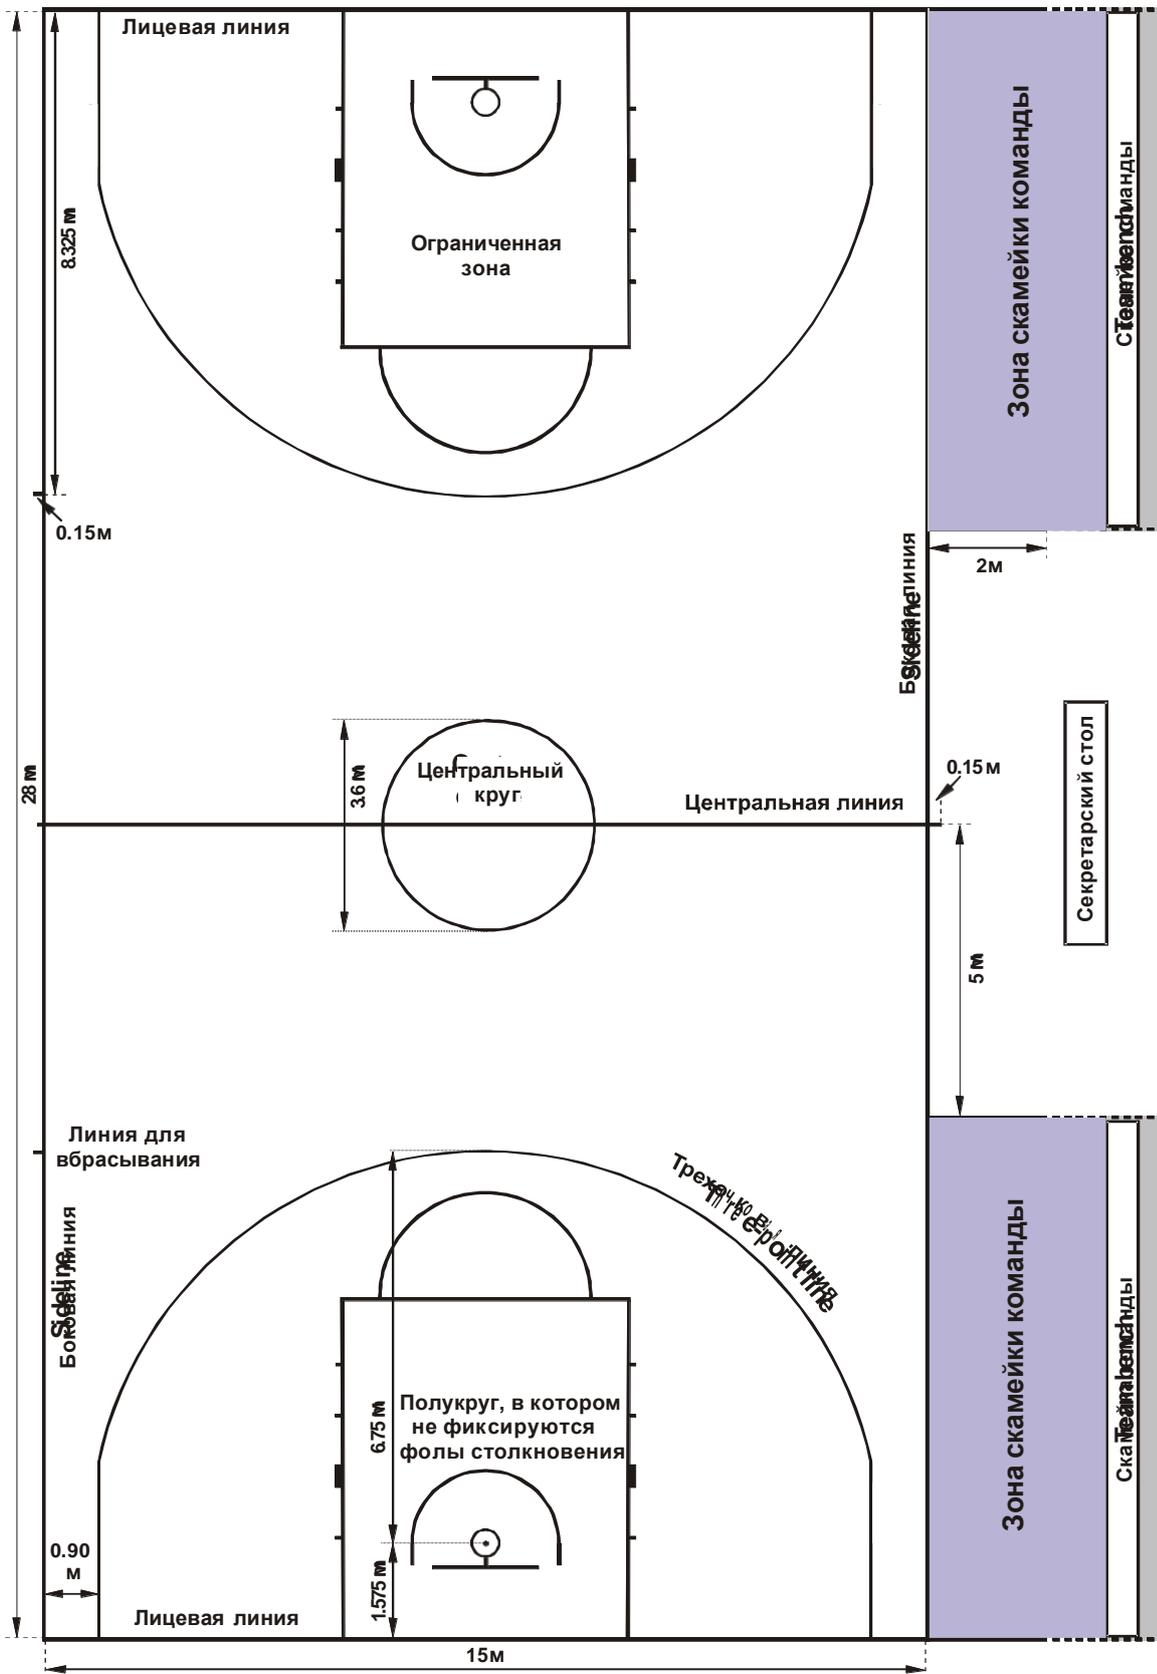 Лицевая линия
Зона скамейки команды
8.325 м
Ограниченная
зона
0.15м
2м
линия
28 м
3.6 м
Центральный
круг
Центральная линия
0.15м
Секретарский стол
5 м
Линия для
вбрасывания
Sideline
Боковая линия
Зона скамейки команды
6.75 м
Полукруг, в котором
не фиксируются
фолы столкновения
0.90
м
1.575 м
Лицевая линия
15м